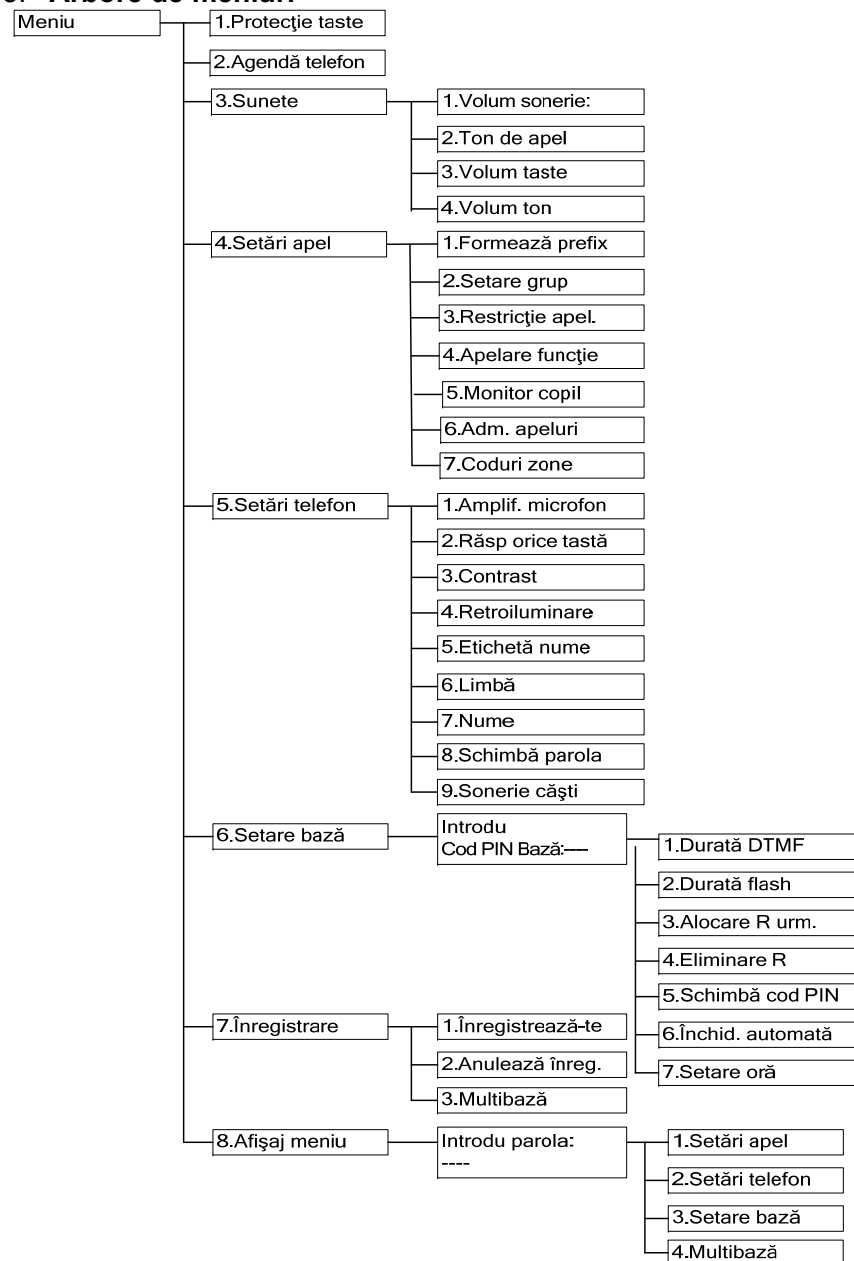 Arbore de meniuri
Meniu
1.Protecţie taste
2.Agendă telefon
3.Sunete
1.Volum sonerie:
2.Ton de apel
3.Volum taste
4.Volum ton
4.Setări apel
1.Formează prefix
2.Setare grup
3.Restricţie apel.
4.Apelare funcţie
5.Monitor copil
6.Adm. apeluri
7.Coduri zone
5.Setări telefon
1.Amplif. microfon
2.Răsp orice tastă
3.Contrast
4.Retroiluminare
5.Etichetă nume
6.Limbă
7.Nume
8.Schimbă parola
9.Sonerie căşti
6.Setare bază
Introdu
Cod PIN Bază:----
1.Durată DTMF
2.Durată flash
3.Alocare R urm.
4.Eliminare R
5.Schimbă cod PIN
6.Închid. automată
7.Setare oră
7.Înregistrare
1.Înregistrează-te
2.Anulează înreg.
3.Multibază
8.Afişaj meniu
Introdu parola:
----
1.Setări apel
2.Setări telefon
3.Setare bază
4.Multibază